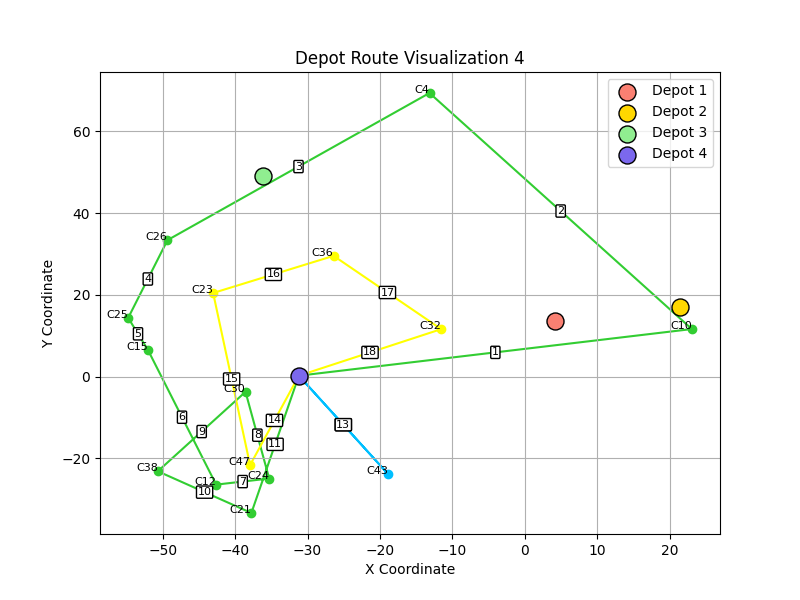 Depot Route Visualization 4
Depot 1
Depot 2
Depot 3
Depot 4
C4
3
2
C26
C36
4
16
C23
17
C25
C32
C10
5
C15
18
1
15
C30
6
14
13
9
8
11
C47
C38
C43
C24
C12
7
10
C21
60
40
20
0
−20
−50
−40
−30
−20
−10
0
10
20
Y Coordinate
X Coordinate